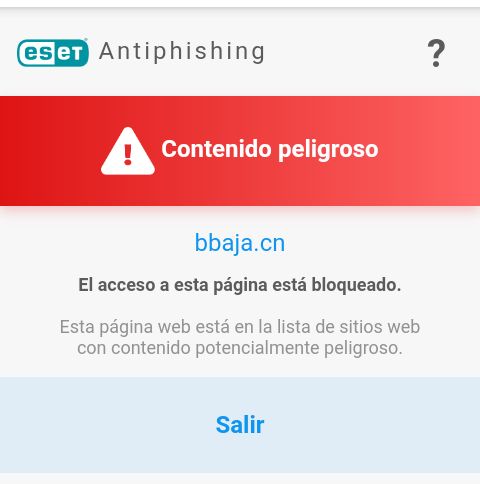 eset Antiphishing ?
Contenido peligroso
bbaja.cn
El acceso a esta página está bloqueado.
Esta página web está en la lista de sitios web
con contenido potencialmente peligroso.
Salir